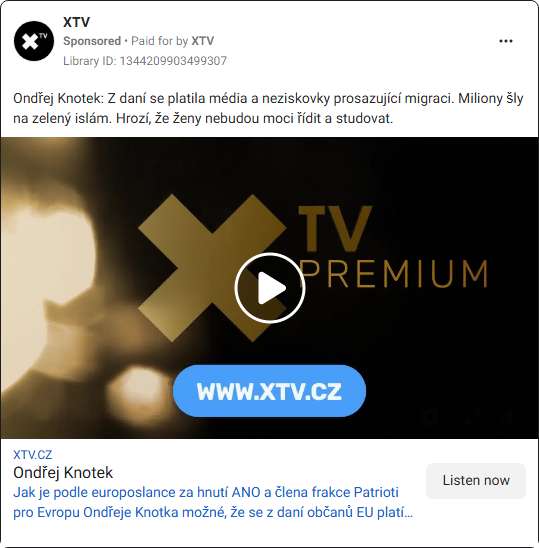 XTV
Sponsored • Paid for by XTV
Library ID: 1344209903499307
Ondřej Knotek: Z daní se platila média a neziskovky prosazující migraci. Miliony šly
na zelený islám. Hrozí, že ženy nebudou moci řídit a studovat.
X TV
PREMIUM
WWW.XTV.CZ
XTV.CZ
Ondřej Knotek
Listen now
Jak je podle europoslance za hnutí ANO a člena frakce Patrioti
pro Evropu Ondřeje Knotka možné, že se z daní občanů EU platí…